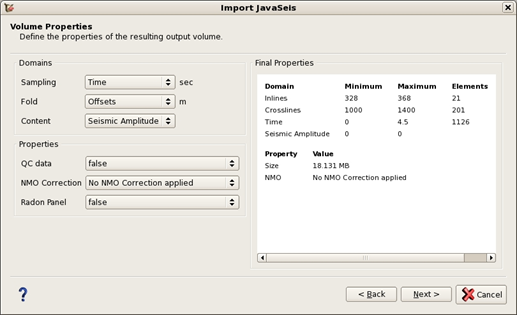 Import JavaSeis
Volume Properties
Define the properties of the resulting output volume.
Domains
Sampling Time sec
Fold Offsets m
Content Seismic Amplitude
Properties
QC data false
NMO Correction No NMO Correction applied
Radon Panel false
Final Properties
Domain Minimum Maximum Elements
Inlines 328 368 21
Crosslines 1000 1400 201
Time 0 4.5 1126
Seismic Amplitude 0 0
Property Value
Size 18.131 MB
NMO No NMO Correction applied
?
< Back Next > Cancel